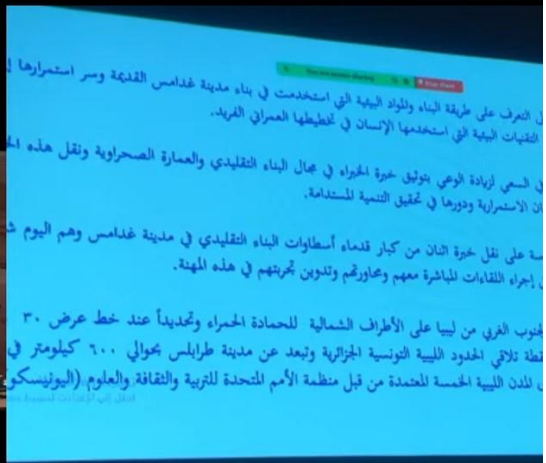 التعرف على طريقة البناء والمواد البيئية التي استخدمت في بناء مدينة غدامس القديمة وسر استمرارها
التقنيات البيئية التي استخدمها الإنسان في تخطيطها العمراني الفريد.
السعي لزيادة الوعي بتوثيق خبرة الخبراء في مجال البناء التقليدي والعمارة الصحراوية ونقل هذه
الاستمرارية ودورها في تحقيق التنمية المستدامة.
على نقل خبرة اثنان من كبار قدماء أسطاوات البناء التقليدي في مدينة غدامس وهم اليوم
إجراء اللقاءات المباشرة معهم ومحاورتهم وتدوين تجربتهم في هذه المهنة.
الغربي من ليبيا على الأطراف الشمالية للحمادة الحمراء وتحديداً عند خط عرض ٣٠
تلاقي الحدود الليبية التونسية الجزائرية وتبعد عن مدينة طرابلس بحوالي ٦٠٠ كيلومتر في
المدن الليبية الخمسة المعتمدة من قبل منظمة الأمم المتحدة للتربية والثقافة والعلوم (اليونيسكو